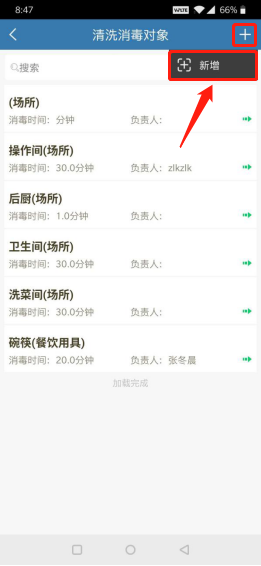 8:47
66%
清洗消毒对象
搜索
新增
(场所)
消毒时间: 分钟 负责人:
操作间(场所)
消毒时间: 30.0分钟 负责人: zlkzlk
后厨(场所)
消毒时间: 1.0分钟 负责人:
卫生间(场所)
消毒时间: 30.0分钟 负责人:
洗菜间(场所)
消毒时间: 30.0分钟 负责人:
碗筷(餐饮用具)
消毒时间: 20.0分钟 负责人: 张冬晨
加载完成